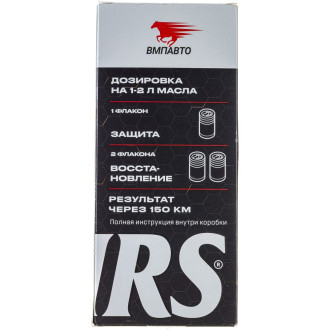 ВМПАВТО
ДОЗИРОВКА
НА 1-2 Л МАСЛА
1 ФЛАКОН
ЗАЩИТА
2 ФЛАКОНА
ВОССТА-
НОВЛЕНИЕ
РЕЗУЛЬТАТ
ЧЕРЕЗ 150 КМ
Полная инструкция внутри коробки
RS®